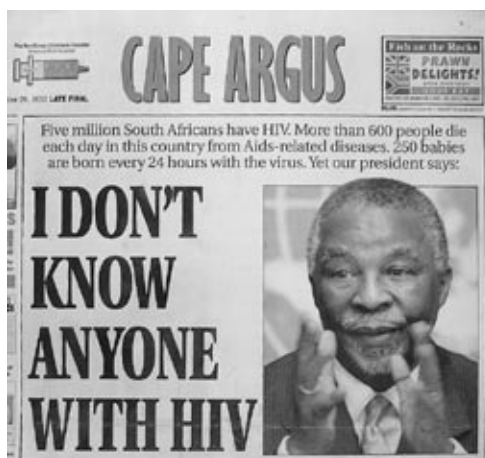 CAPE ARGUS
Fish on the Rocks
PRAWN
DELIGHTS!
LATE FINAL
Five million South Africans have HIV. More than 600 people die
each day in this country from Aids-related diseases. 250 babies
are born every 24 hours with the virus. Yet our president says:
I DON'T
KNOW
ANYONE
WITH HIV